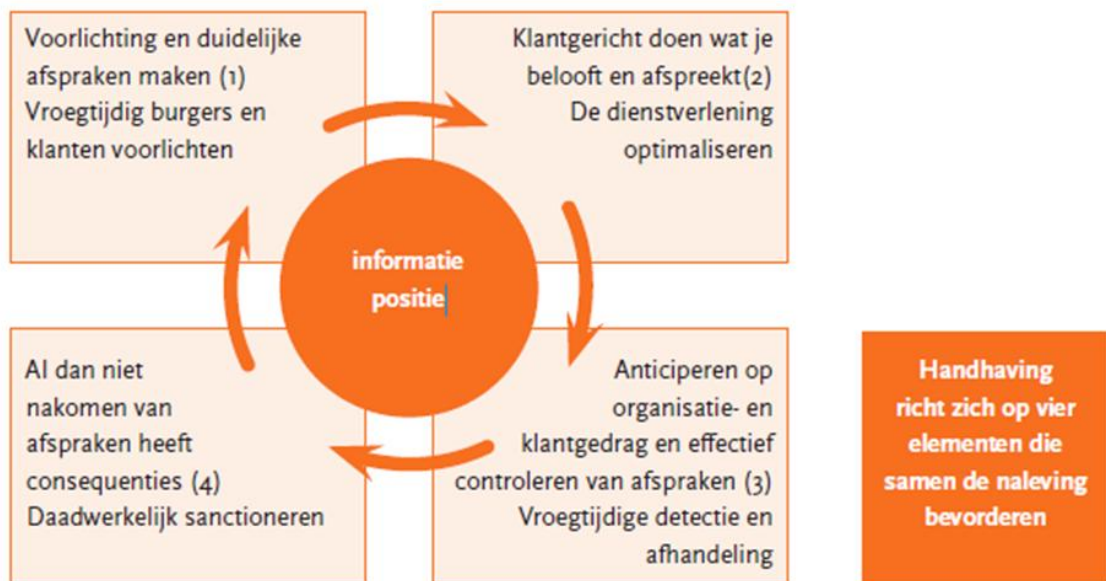 Voorlichting en duidelijke
afspraken maken (1)
Vroegtijdig burgers en
klanten voorlichten
Klantgericht doen wat je
belooft en afspreekt(2)
De dienstverlening
optimaliseren
informatie
positie
Anticiperen op
organisatie- en
klantgedrag en effectief
controleren van afspraken (3)
Vroegtijdige detectie en
afhandeling
Al dan niet
nakomen van
afspraken heeft
consequenties (4)
Daadwerkelijk sanctioneren
Handhaving
richt zich op vier
elementen die
samen de naleving
bevorderen